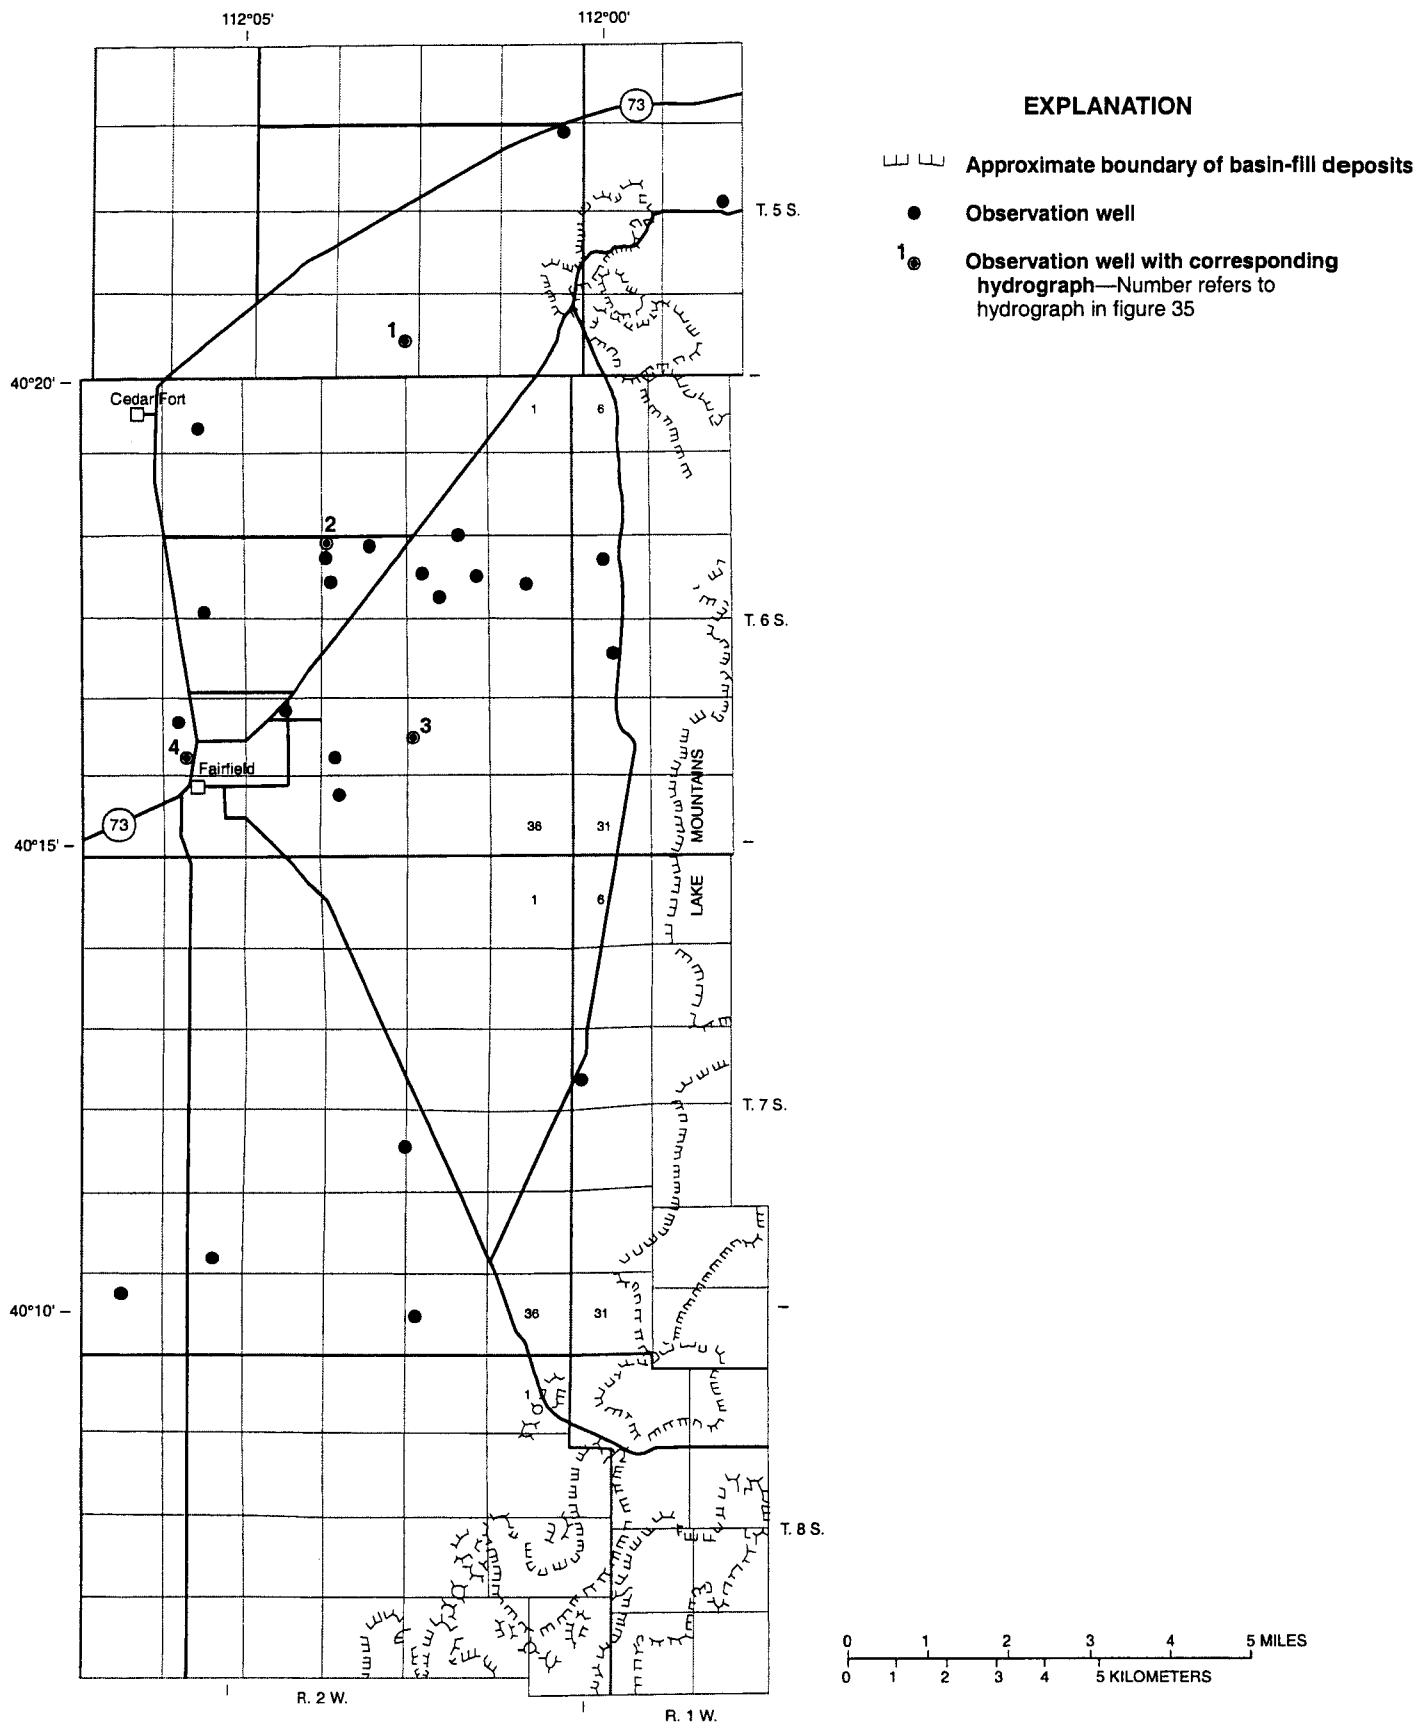 112°05'
112°00'
73
EXPLANATION
Approximate boundary of basin-fill deposits
Observation well
1
Observation well with corresponding
hydrograph—Number refers to
hydrograph in figure 35
T. 5 S.
1
40°20'
Cedar Fort
1
6
2
T. 6 S.
3
4
Fairfield
LAKE MOUNTAINS
73
36
31
40°15'
1
6
T. 7 S.
40°10'
36
31
1
T. 8 S.
0 1 2 3 4 5 MILES
0 1 2 3 4 5 KILOMETERS
R. 2 W.
R. 1 W.